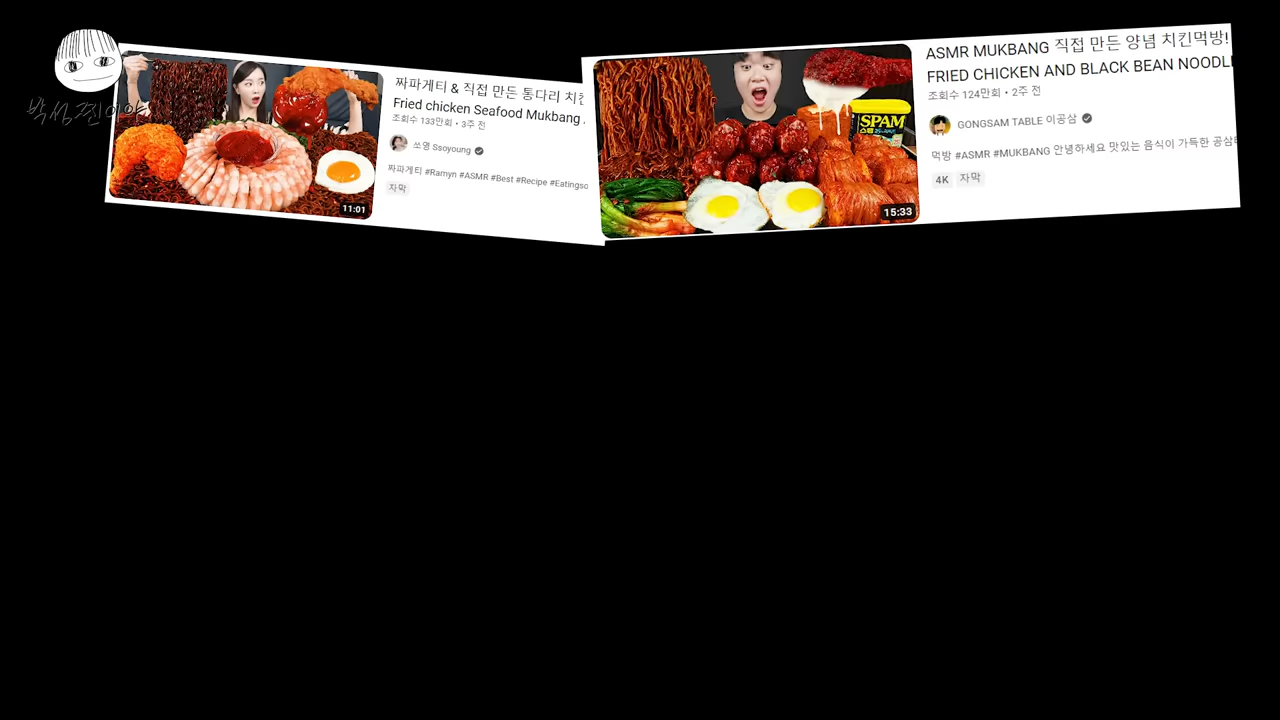 박썽찐이야
짜파게티 & 직접 만든 통다리 치킨
Fried chicken Seafood Mukbang
조회수 133만회 • 3주 전
쏘영 Ssoyoung
짜파게티 #Ramyn #ASMR #Best #Recipe #Eatingso
자막
11:01
ASMR MUKBANG 직접 만든 양념 치킨먹방!
FRIED CHICKEN AND BLACK BEAN NOODL
조회수 124만회 • 2주 전
GONGSAM TABLE 이공삼
먹방 #ASMR #MUKBANG 안녕하세요 맛있는 음식이 가득한 공삼
4K 자막
SPAM
스팸
15:33